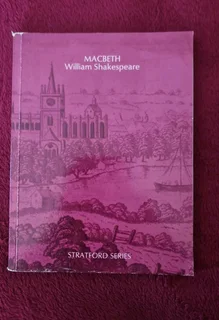 MACBETH
William Shakespeare
STRATFORD SERIES